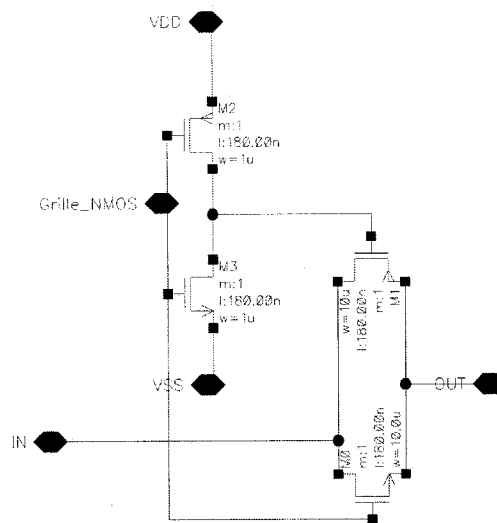 VDD
M2
m:1
l:180.00n
w=1u
Grille_NMOS
M3
m:1
l:180.00n
w=1u
VSS
M1
m:1
l:180.00n
w=10u
OUT
IN
M0
m:1
l:180.00n
w=10.0u